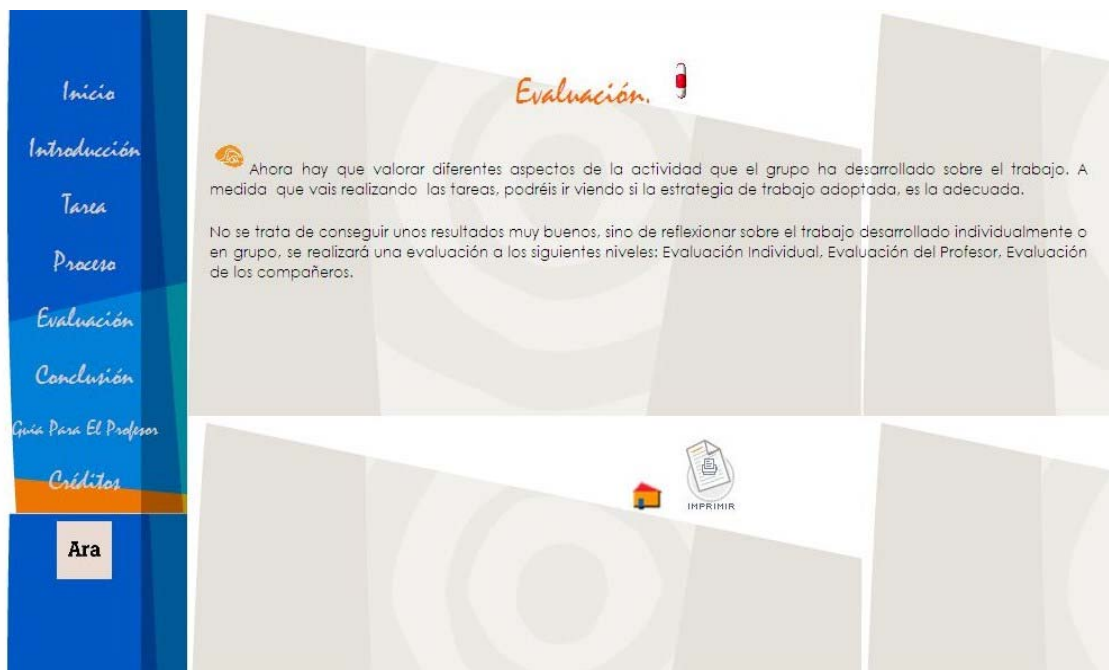 Inicio
Introducción
Tarea
Proceso
Evaluación
Conclusión
Guía Para El Profesor
Créditos
Ara
Evaluación.
Ahora hay que valorar diferentes aspectos de la actividad que el grupo ha desarrollado sobre el trabajo. A
medida que vais realizando las tareas, podréis ir viendo si la estrategia de trabajo adoptada, es la adecuada.
No se trata de conseguir unos resultados muy buenos, sino de reflexionar sobre el trabajo desarrollado individualmente o
en grupo, se realizará una evaluación a los siguientes niveles: Evaluación Individual, Evaluación del Profesor, Evaluación
de los compañeros.
IMPRIMIR